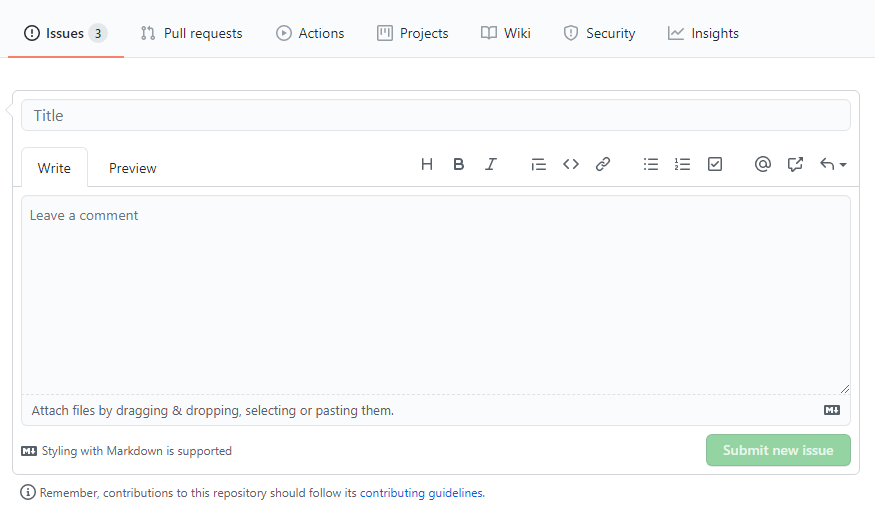 Issues 3 Pull requests Actions Projects Wiki Security Insights
Title
Write Preview
Leave a comment
Attach files by dragging & dropping, selecting or pasting them.
Styling with Markdown is supported
Submit new issue
Remember, contributions to this repository should follow its contributing guidelines.